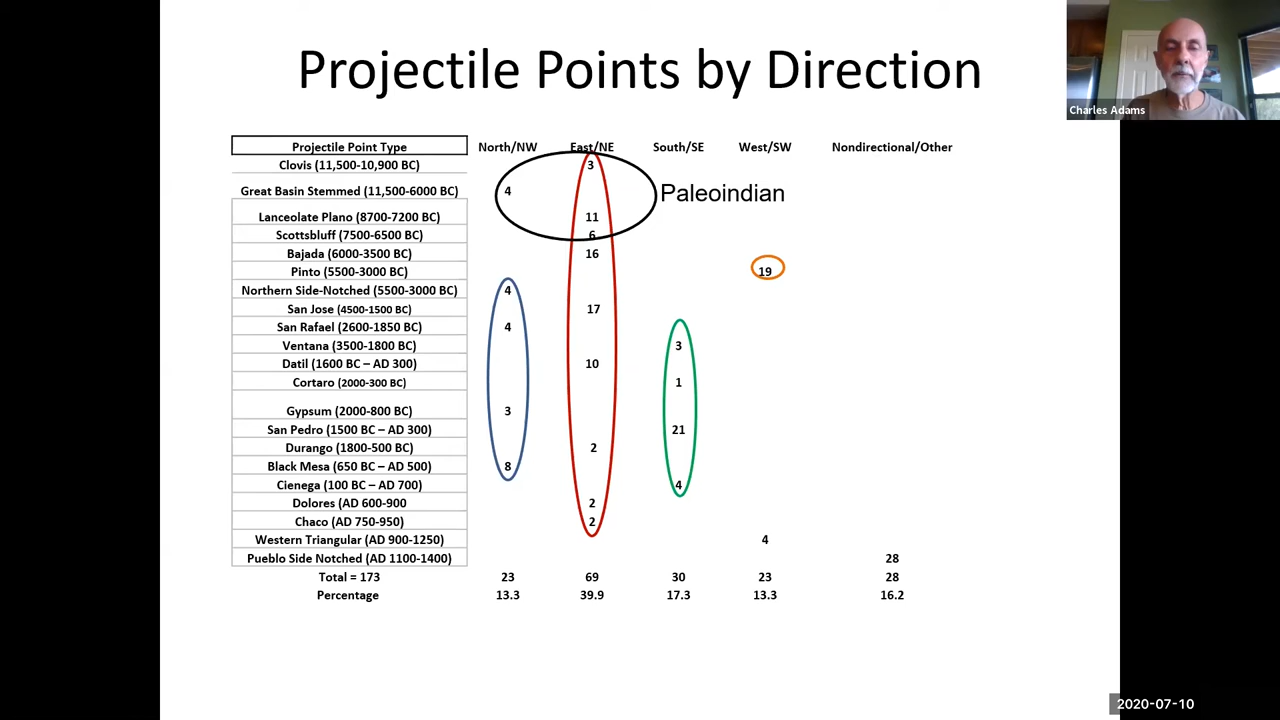 Projectile Points by Direction
Charles Adams
Projectile Point Type North/NW East/NE South/SE West/SW Nondirectional/Other
Clovis (11,500-10,900 BC) 3
Great Basin Stemmed (11,500-6000 BC) 4 Paleoindian
Lanceolate Plano (8700-7200 BC) 11
Scottsbluff (7500-6500 BC) 6
Bajada (6000-3500 BC) 16
Pinto (5500-3000 BC) 19
Northern Side-Notched (5500-3000 BC) 4
San Jose (4500-1500 BC) 17
San Rafael (2600-1850 BC) 4
Ventana (3500-1800 BC) 3
Datil (1600 BC – AD 300) 10
Cortaro (2000-300 BC) 1
Gypsum (2000-800 BC) 3
San Pedro (1500 BC – AD 300) 21
Durango (1800-500 BC) 2
Black Mesa (650 BC – AD 500) 8
Cienega (100 BC – AD 700) 4
Dolores (AD 600-900 2
Chaco (AD 750-950) 2
Western Triangular (AD 900-1250) 4
Pueblo Side Notched (AD 1100-1400) 28
Total = 173 23 69 30 23 28
Percentage 13.3 39.9 17.3 13.3 16.2
2020-07-10